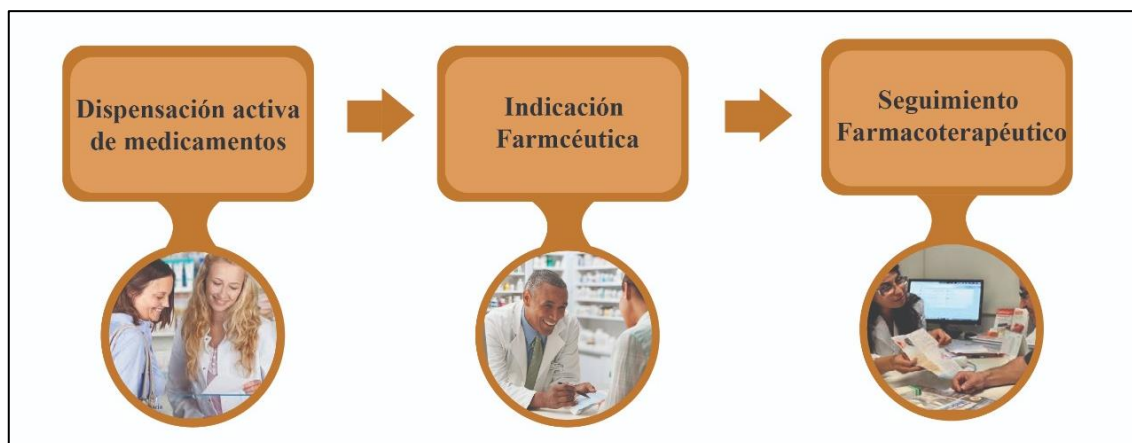 Dispensación activa
de medicamentos
Indicación
Farmcéutica
Seguimiento
Farmacoterapéutico